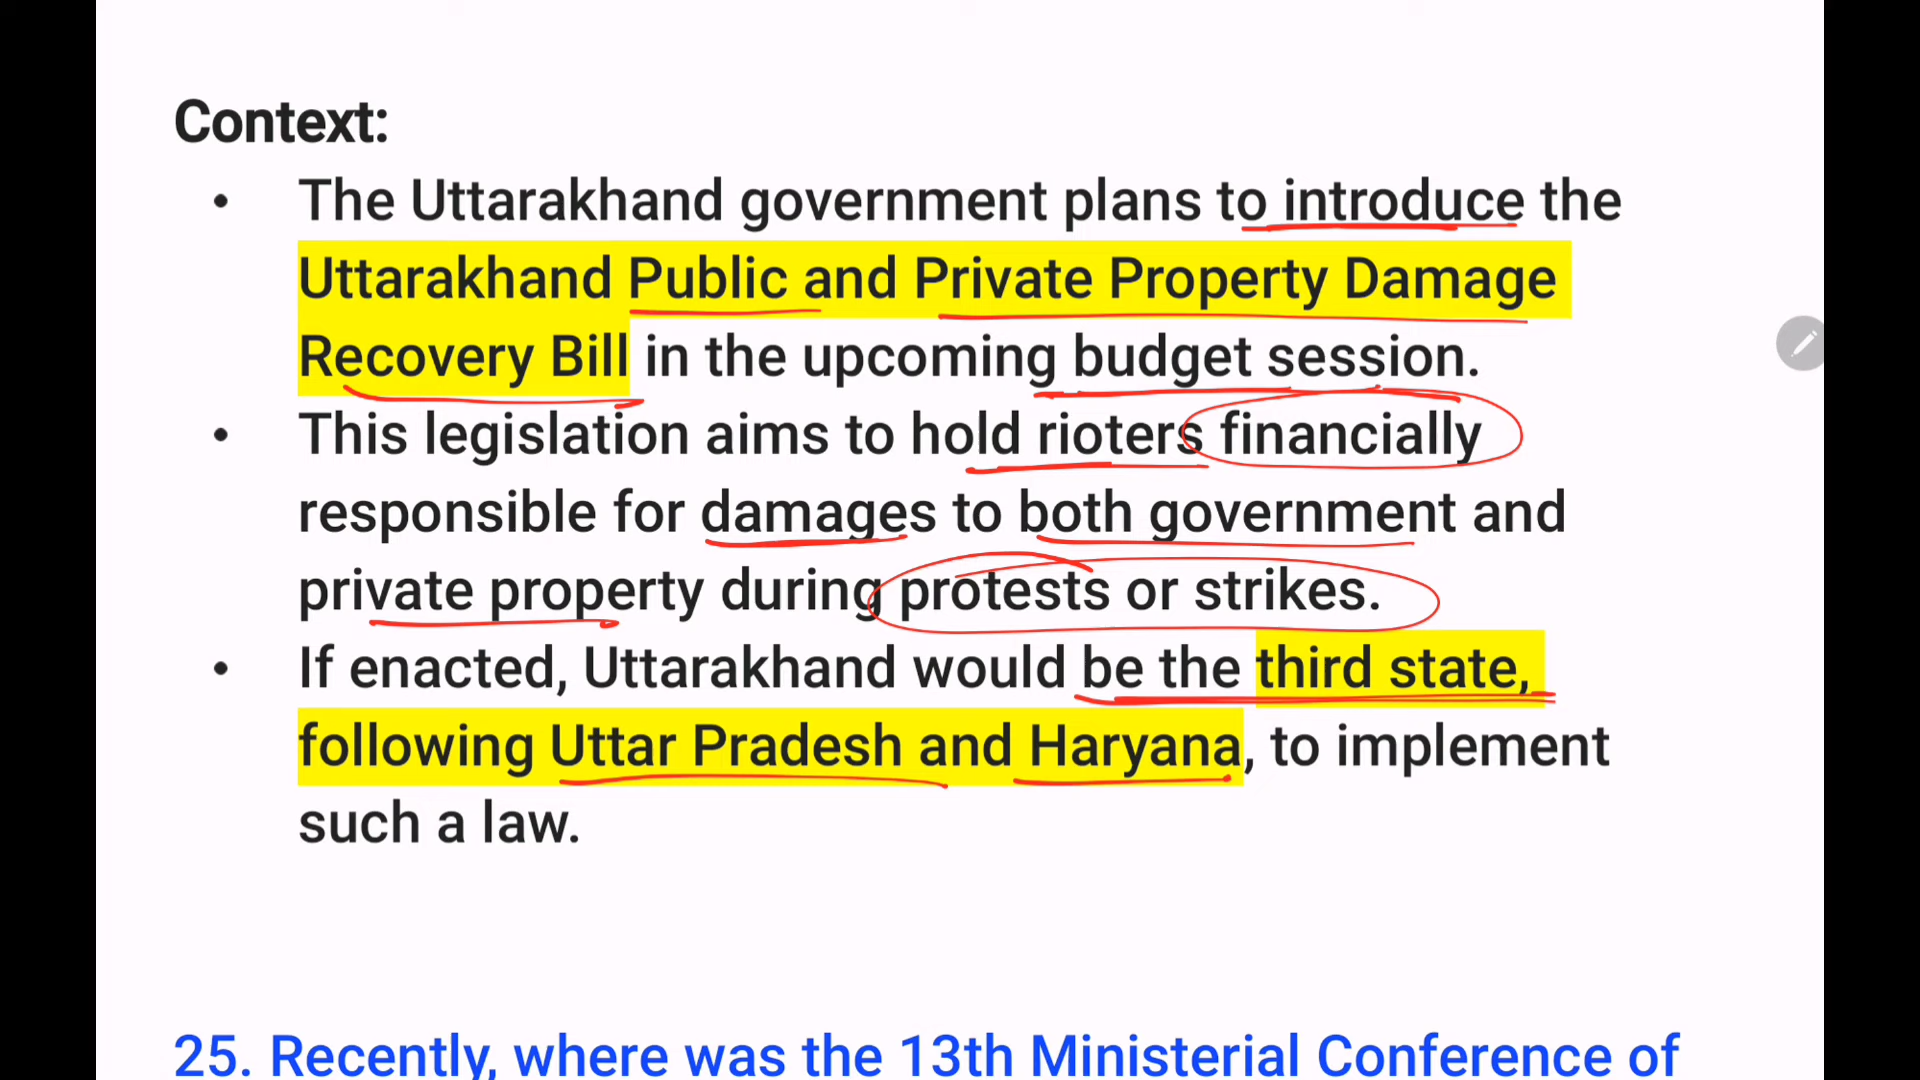 Context:
• The Uttarakhand government plans to introduce the
Uttarakhand Public and Private Property Damage
Recovery Bill in the upcoming budget session.
• This legislation aims to hold rioters financially
responsible for damages to both government and
private property during protests or strikes.
• If enacted, Uttarakhand would be the third state,
following Uttar Pradesh and Haryana, to implement
such a law.
25. Recently, where was the 13th Ministerial Conference of